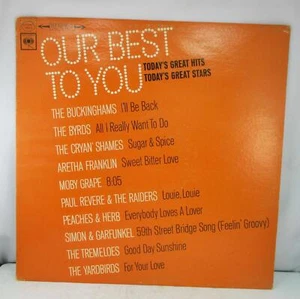 OUR BEST
TO YOU
TODAY'S GREAT HITS
TODAY'S GREAT STARS
THE BUCKINGHAMS I'll Be Back
THE BYRDS All I Really Want To Do
THE CRYAN' SHAMES Sugar & Spice
ARETHA FRANKLIN Sweet Bitter Love
MOBY GRAPE 8:05
PAUL REVERE & THE RAIDERS Louie, Louie
PEACHES & HERB Everybody Loves A Lover
SIMON & GARFUNKEL 59th Street Bridge Song (Feelin' Groovy)
THE TREMELOES Good Day Sunshine
THE YARDBIRDS For Your Love